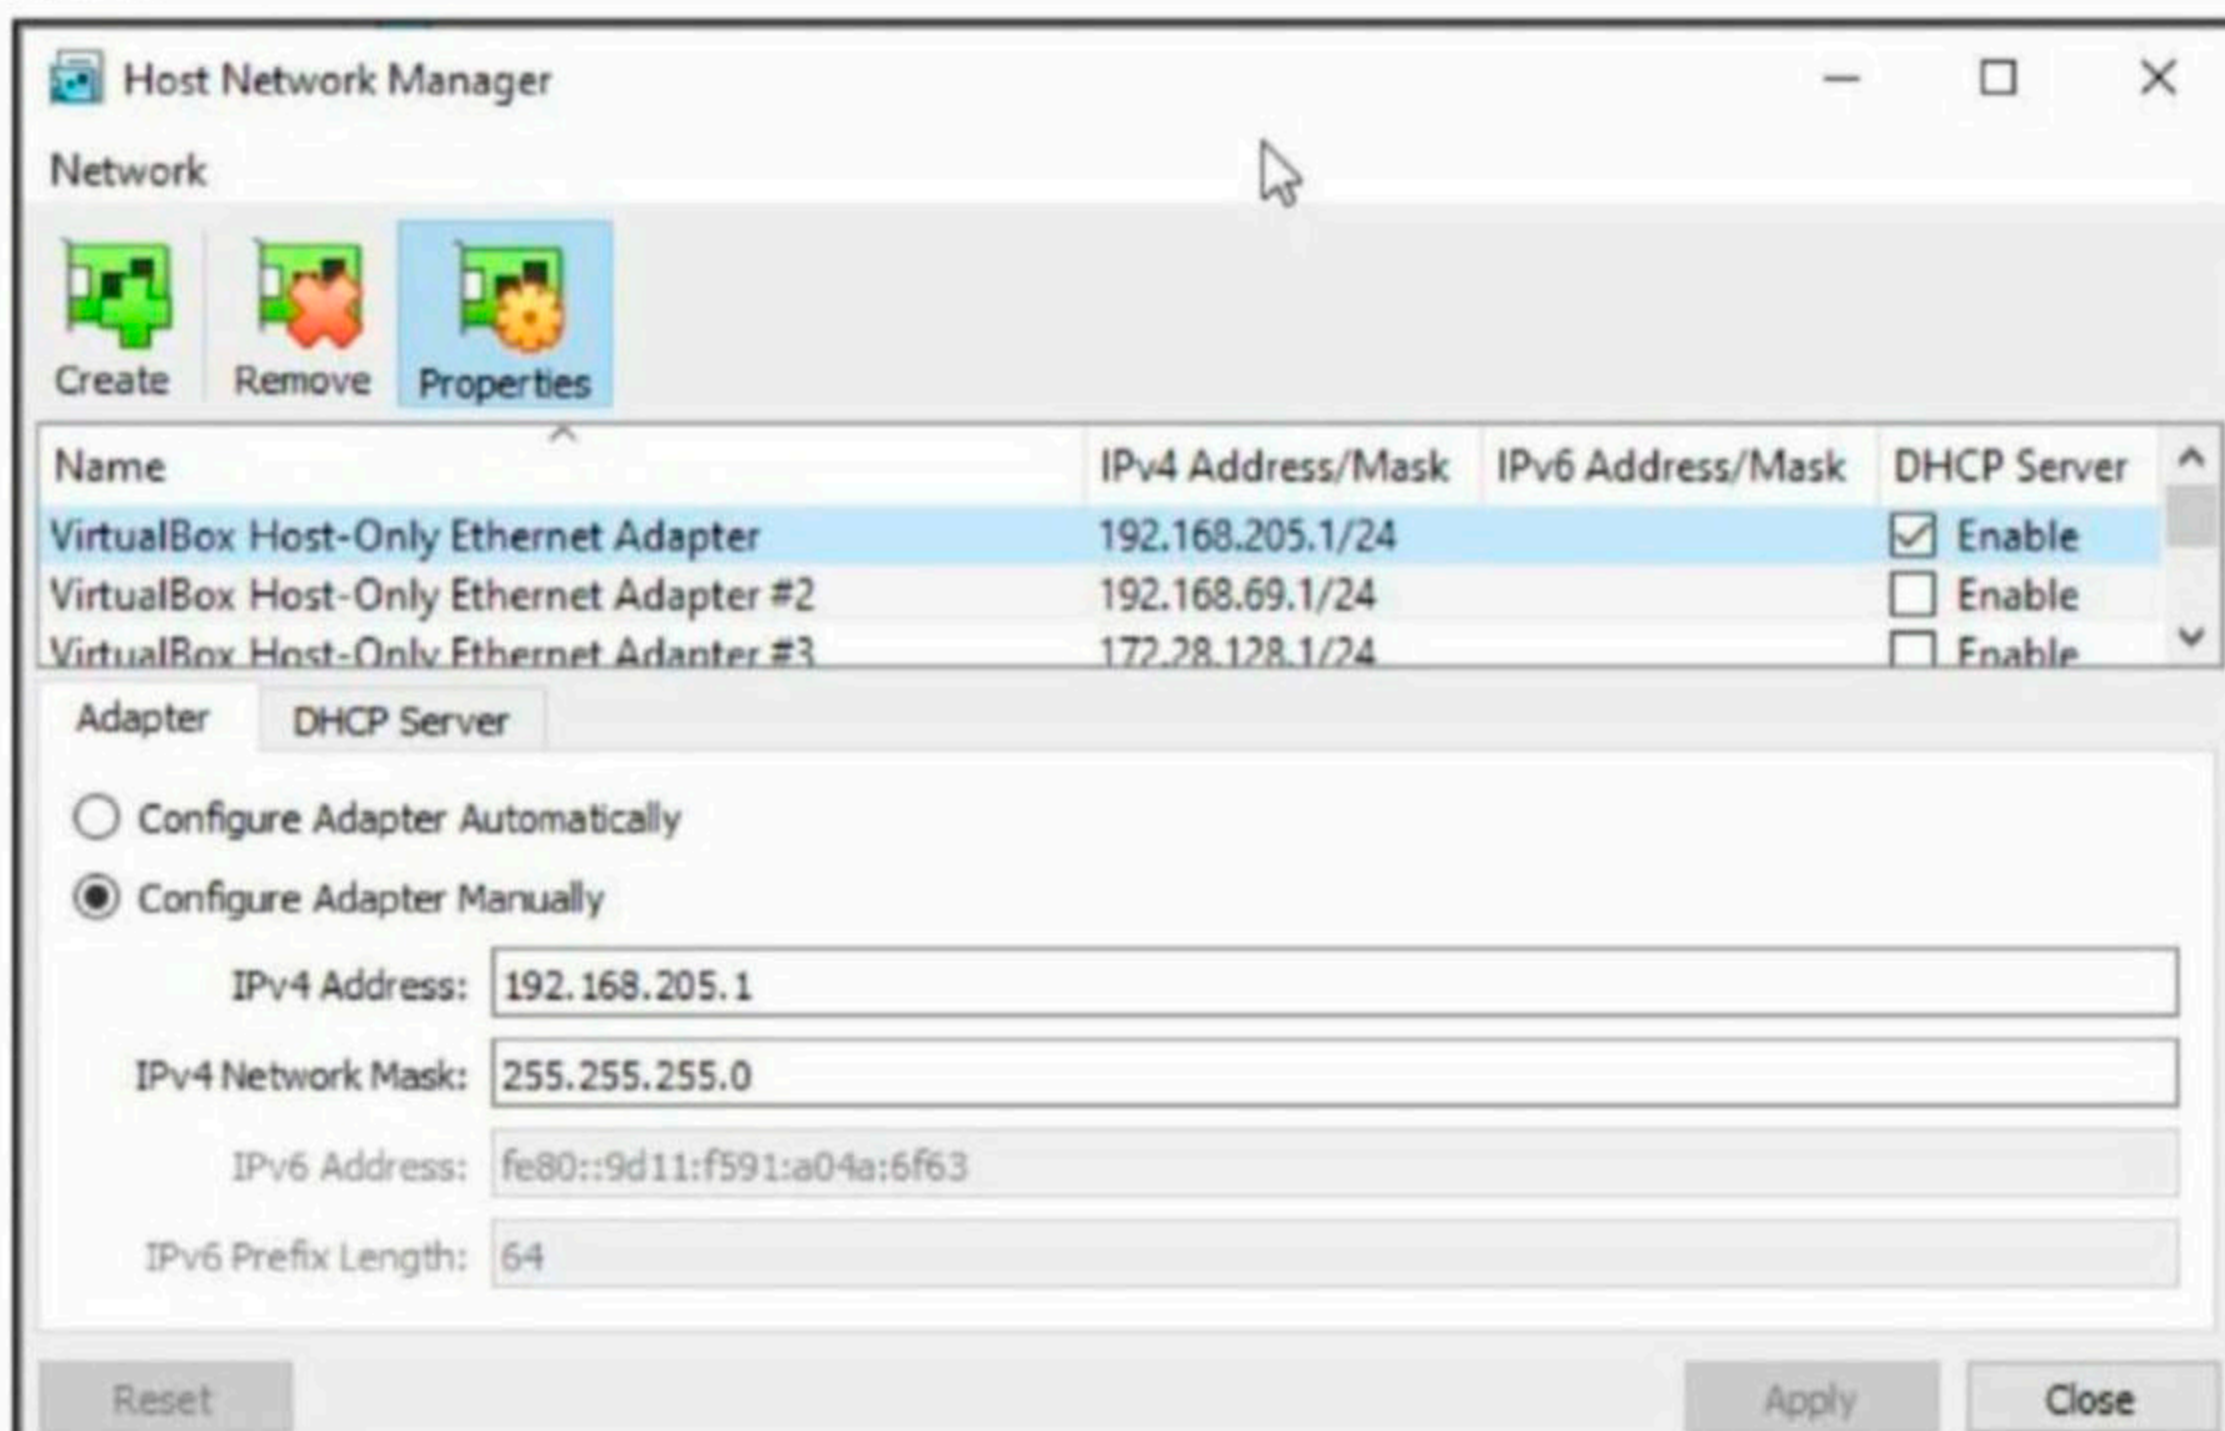 Host Network Manager
Network
Create Remove Properties
Name IPv4 Address/Mask IPv6 Address/Mask DHCP Server
VirtualBox Host-Only Ethernet Adapter 192.168.205.1/24 Enable
VirtualBox Host-Only Ethernet Adapter #2 192.168.69.1/24 Enable
VirtualBox Host-Only Ethernet Adapter #3 172.28.128.1/24 Enable
Adapter DHCP Server
Configure Adapter Automatically
Configure Adapter Manually
IPv4 Address: 192.168.205.1
IPv4 Network Mask: 255.255.255.0
IPv6 Address: fe80::9d11:f591:a04a:6f63
IPv6 Prefix Length: 64
Reset Apply Close